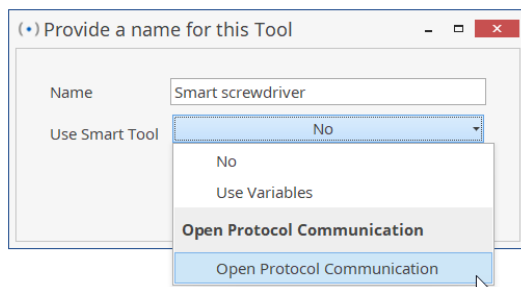 Provide a name for this Tool
Name Smart screwdriver
Use Smart Tool No
No
Use Variables
Open Protocol Communication
Open Protocol Communication